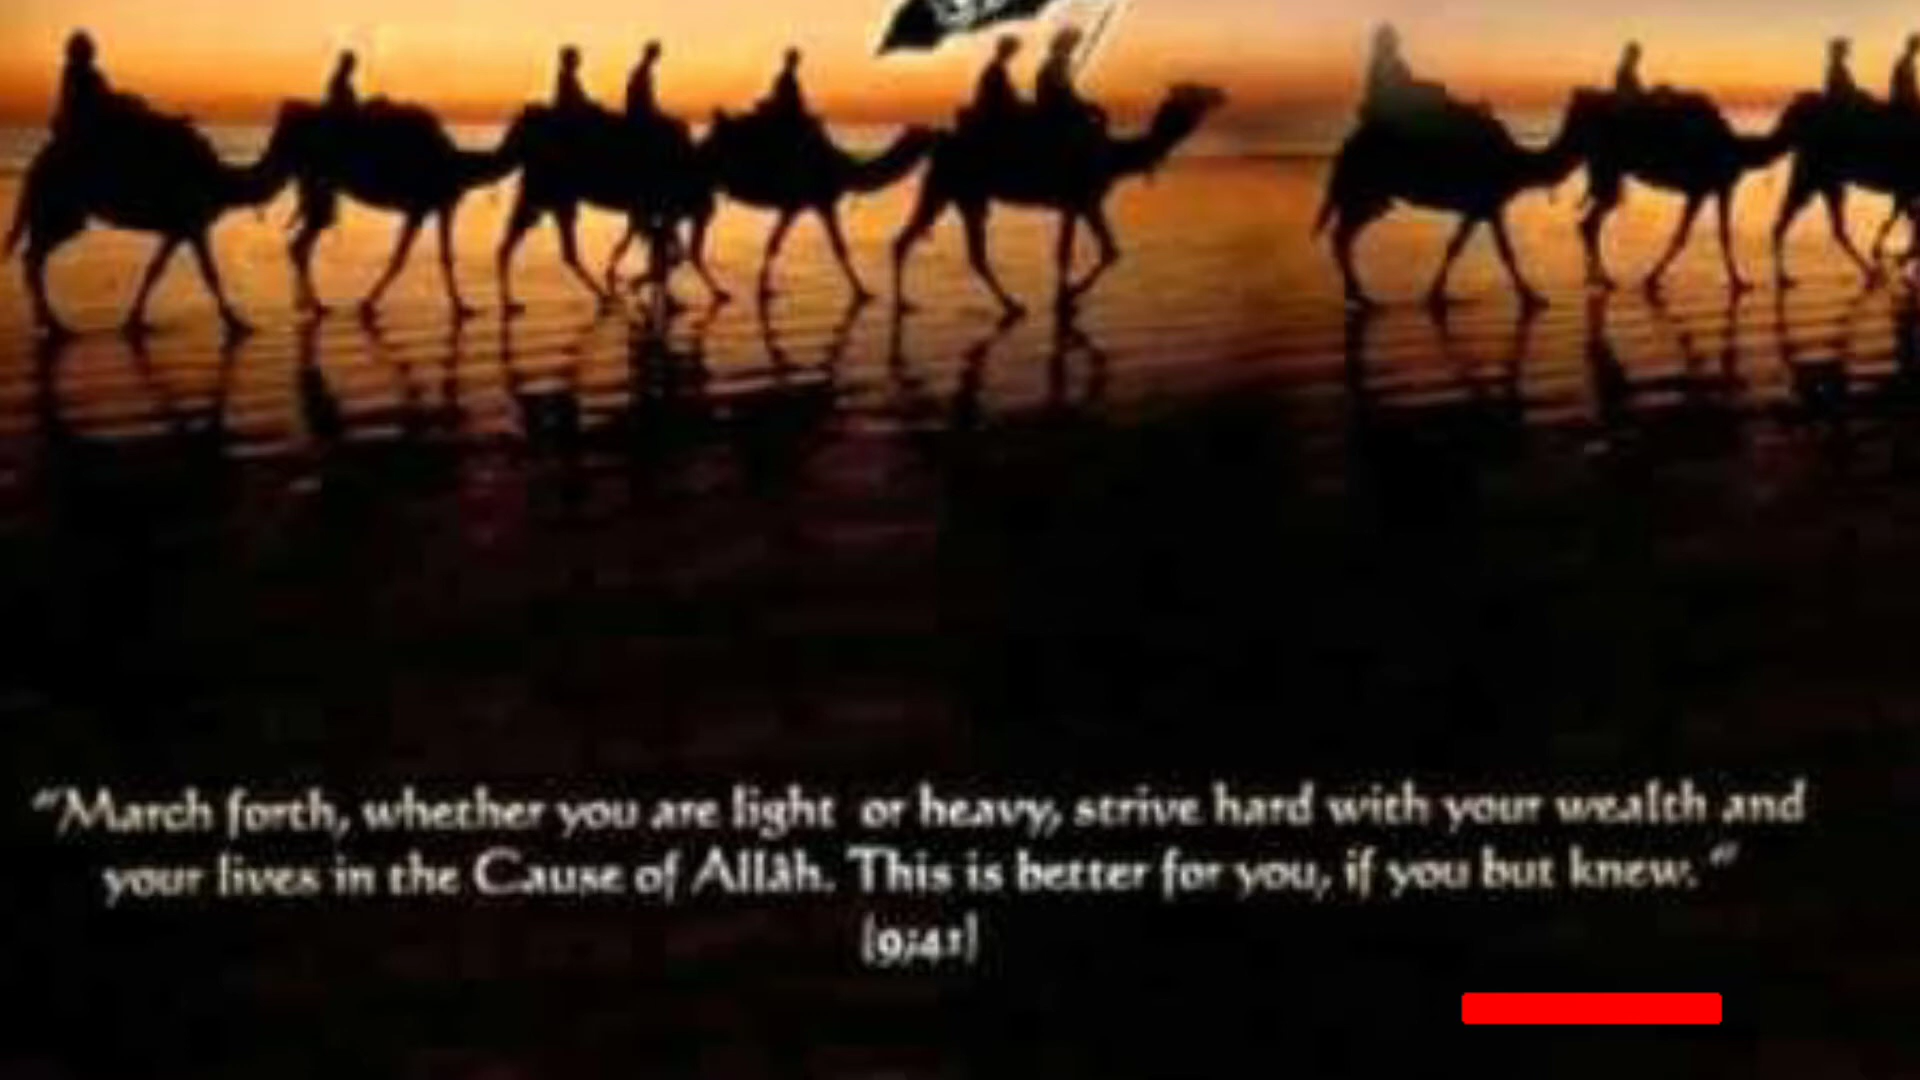 "March forth, whether you are light or heavy, strive hard with your wealth and
your lives in the Cause of Allâh. This is better for you, if you but knew."
(9;41)